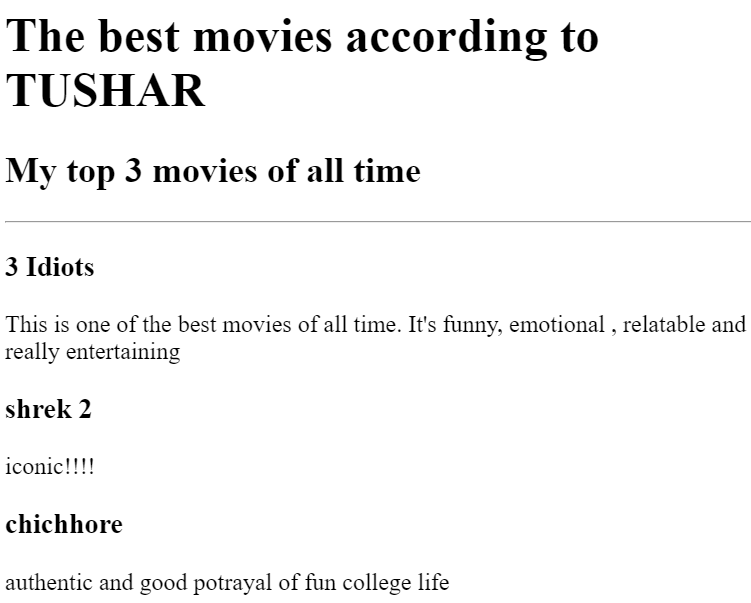 The best movies according to
TUSHAR
My top 3 movies of all time
3 Idiots
This is one of the best movies of all time. It's funny, emotional , relatable and
really entertaining
shrek 2
iconic!!!!
chichhore
authentic and good potrayal of fun college life